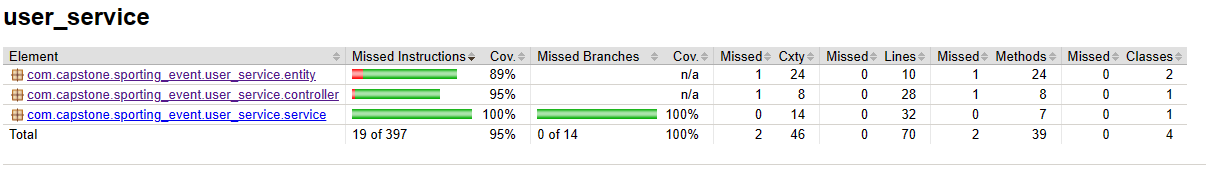 user_service
Element Missed Instructions Cov. Missed Branches Cov. Missed Cxty Missed Lines Missed Methods Missed Classes
com.capstone.sporting_event.user_service.entity 89% n/a 1 24 0 10 1 24 0 2
com.capstone.sporting_event.user_service.controller 95% n/a 1 8 0 28 1 8 0 1
com.capstone.sporting_event.user_service.service 100% 100% 0 14 0 32 0 7 0 1
Total 19 of 397 95% 0 of 14 100% 2 46 0 70 2 39 0 4